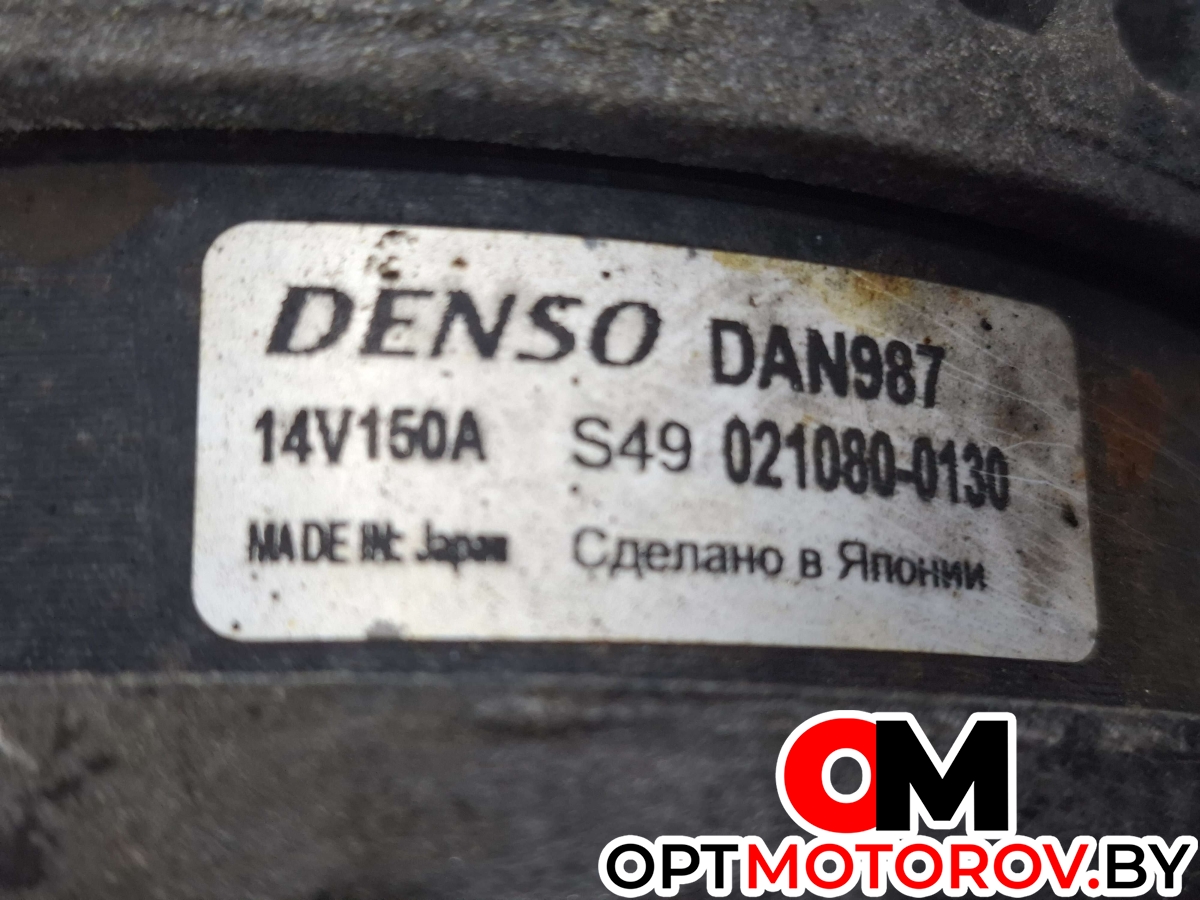 DENSO DAN987
14V150A S49 021080-0130
MADE IN: Japan Сделано в Японии
OM
OPTMOTOROV.BY